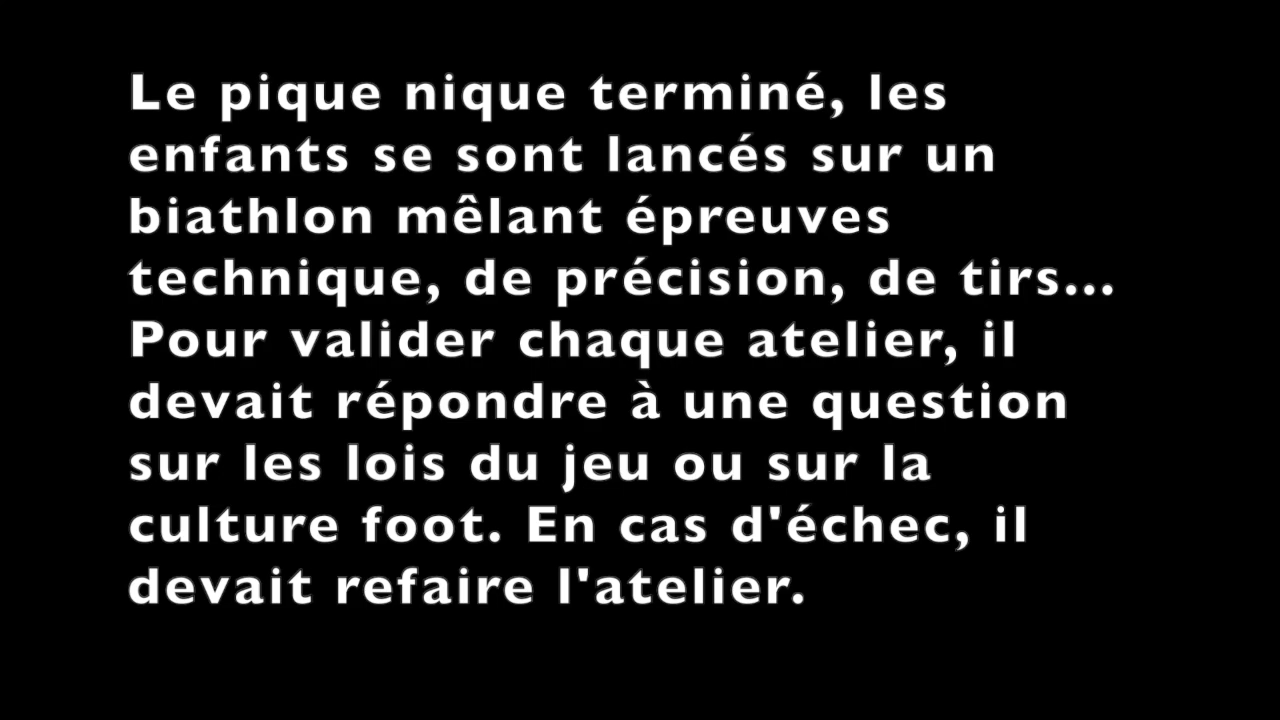 Le pique nique terminé, les
enfants se sont lancés sur un
biathlon mêlant épreuves
technique, de précision, de tirs...
Pour valider chaque atelier, il
devait répondre à une question
sur les lois du jeu ou sur la
culture foot. En cas d'échec, il
devait refaire l'atelier.